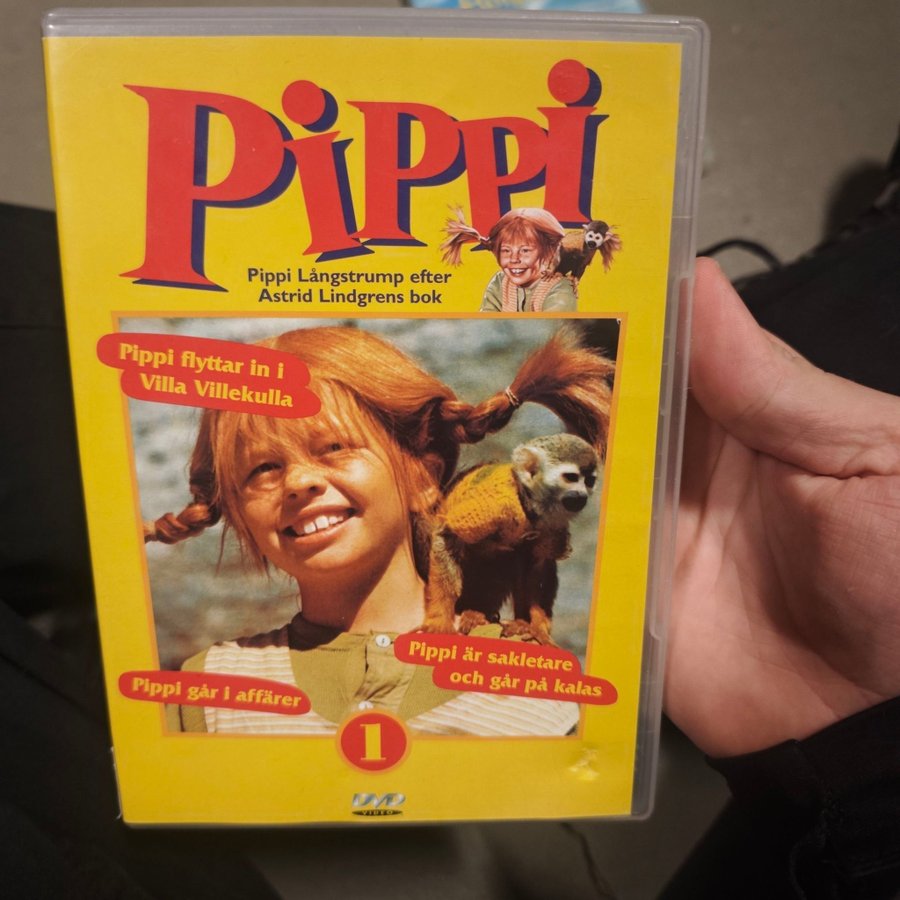 Pippi
Pippi Långstrump efter
Astrid Lindgrens bok
Pippi flyttar in i
Villa Villekulla
Pippi är sakletare
och går på kalas
Pippi går i affärer
1
DVD
VIDEO